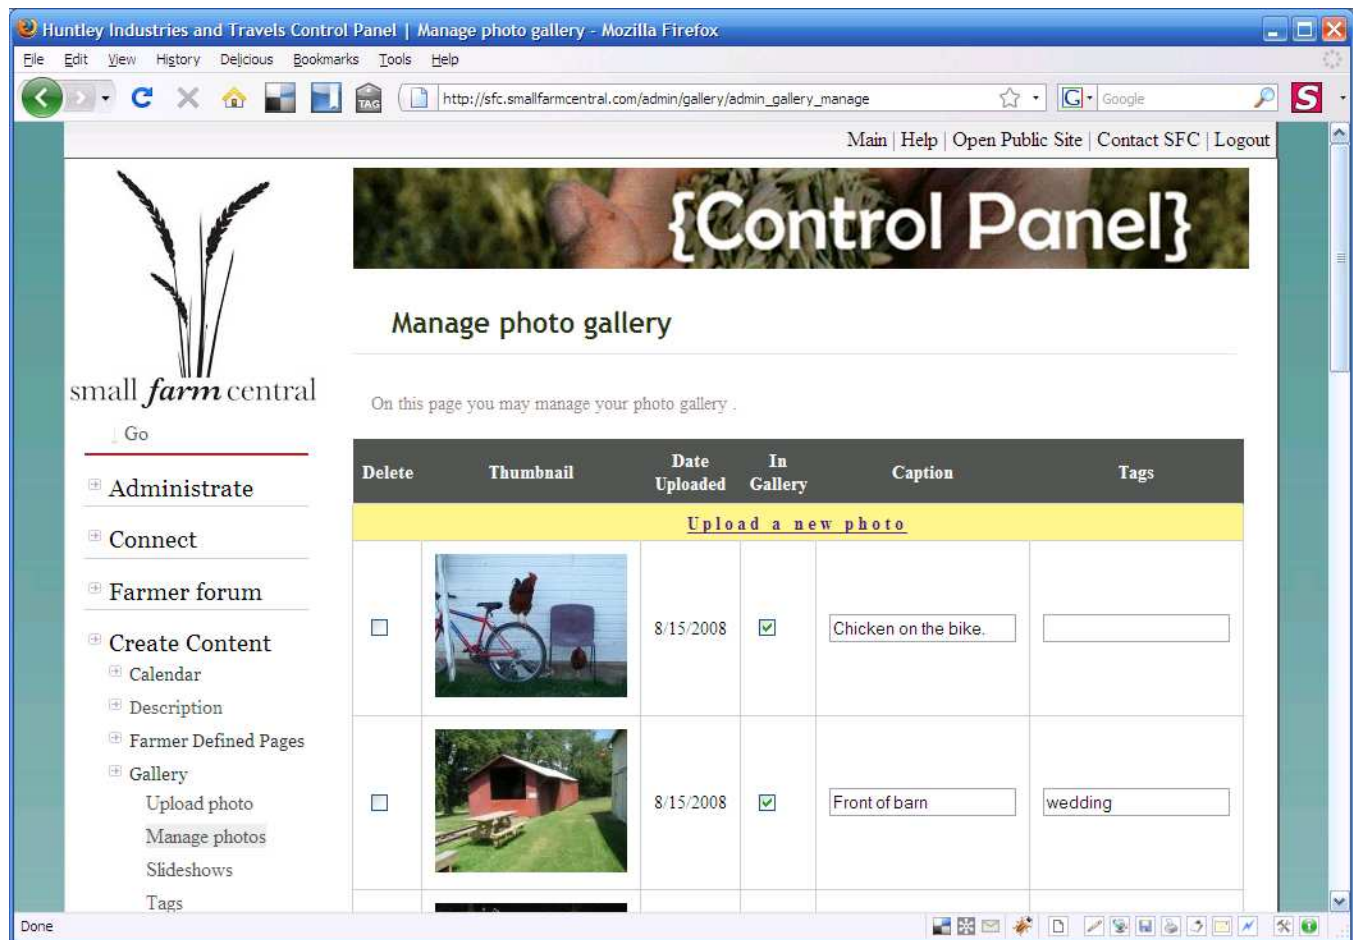 Huntley Industries and Travels Control Panel | Manage photo gallery - Mozilla Firefox
File Edit View History Delicious Bookmarks Tools Help
TAG http://sfc.smallfarmcentral.com/admin/gallery/admin_gallery_manage G Google S
Main | Help | Open Public Site | Contact SFC | Logout
{Control Panel}
small farm central
Go
Administrate
Connect
Farmer forum
Create Content
Calendar
Description
Farmer Defined Pages
Gallery
Upload photo
Manage photos
Slideshows
Tags
Manage photo gallery
On this page you may manage your photo gallery .
Delete Thumbnail Date Uploaded In Gallery Caption Tags
Upload a new photo
8/15/2008 Chicken on the bike.
8/15/2008 Front of barn wedding
Done